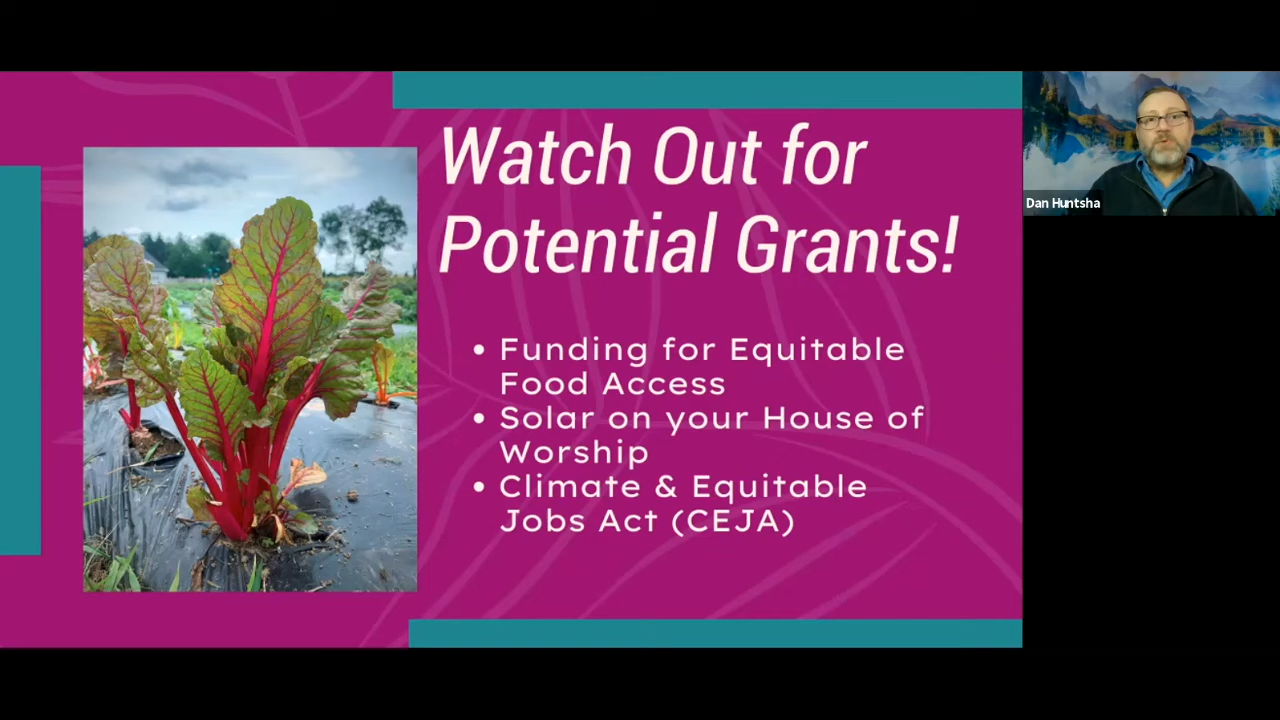 Watch Out for
Potential Grants!
• Funding for Equitable
Food Access
• Solar on your House of
Worship
• Climate & Equitable
Jobs Act (CEJA)
Dan Huntsha